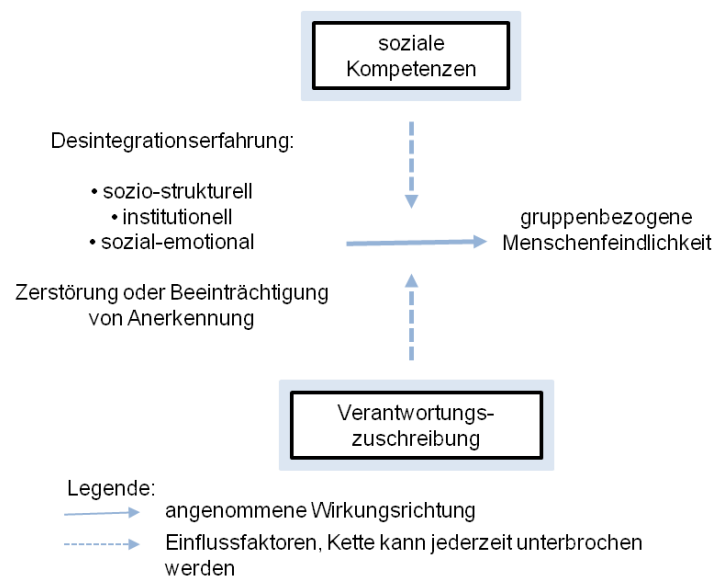 soziale
Kompetenzen
Desintegrationserfahrung:
• sozio-strukturell
• institutionell
• sozial-emotional
gruppenbezogene
Menschenfeindlichkeit
Zerstörung oder Beeinträchtigung
von Anerkennung
Verantwortungs-
zuschreibung
Legende:
angenommene Wirkungsrichtung
Einflussfaktoren, Kette kann jederzeit unterbrochen
werden